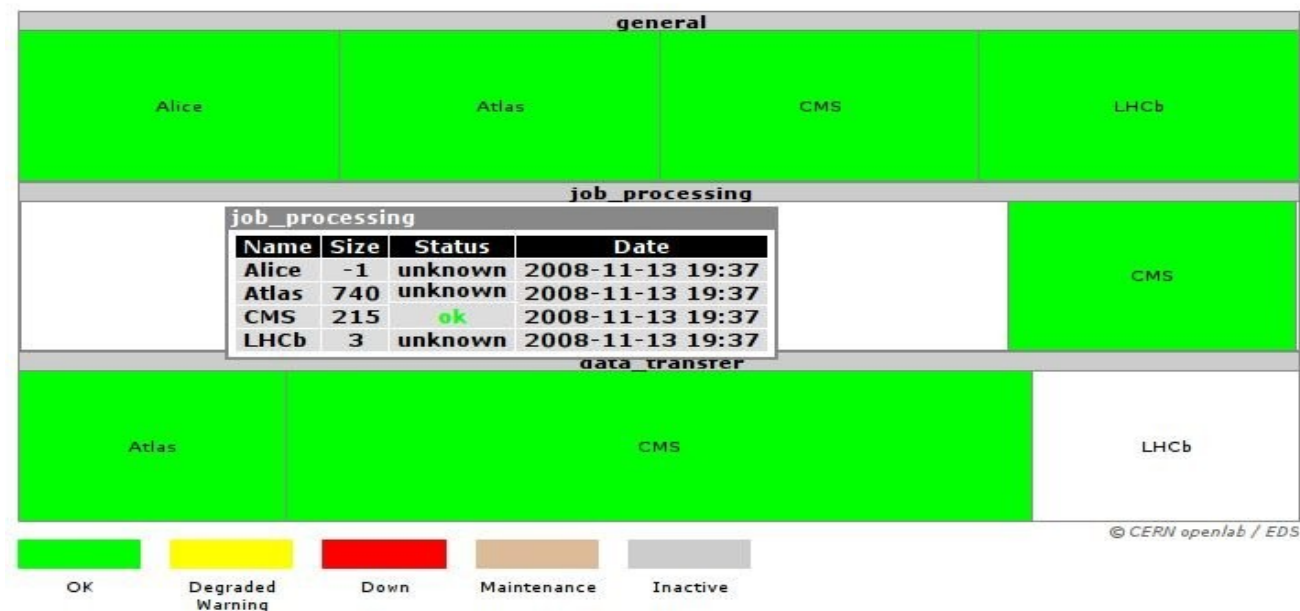 general
Alice Atlas CMS LHCb
job_processing
job_processing
Name Size Status Date
Alice -1 unknown 2008-11-13 19:37
Atlas 740 unknown 2008-11-13 19:37
CMS 215 ok 2008-11-13 19:37
LHCb 3 unknown 2008-11-13 19:37
CMS
data_transfer
Atlas CMS LHCb
© CERN openlab / EDS
OK Degraded Down Maintenance Inactive
Warning